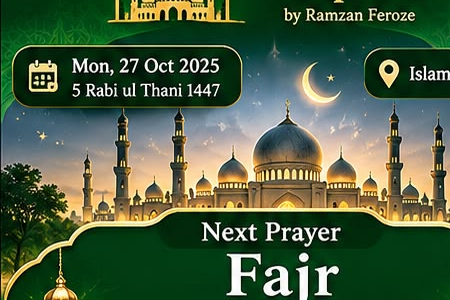 by Ramzan Feroze
Mon, 27 Oct 2025
5 Rabi ul Thani 1447
Islam
Next Prayer
Fajr